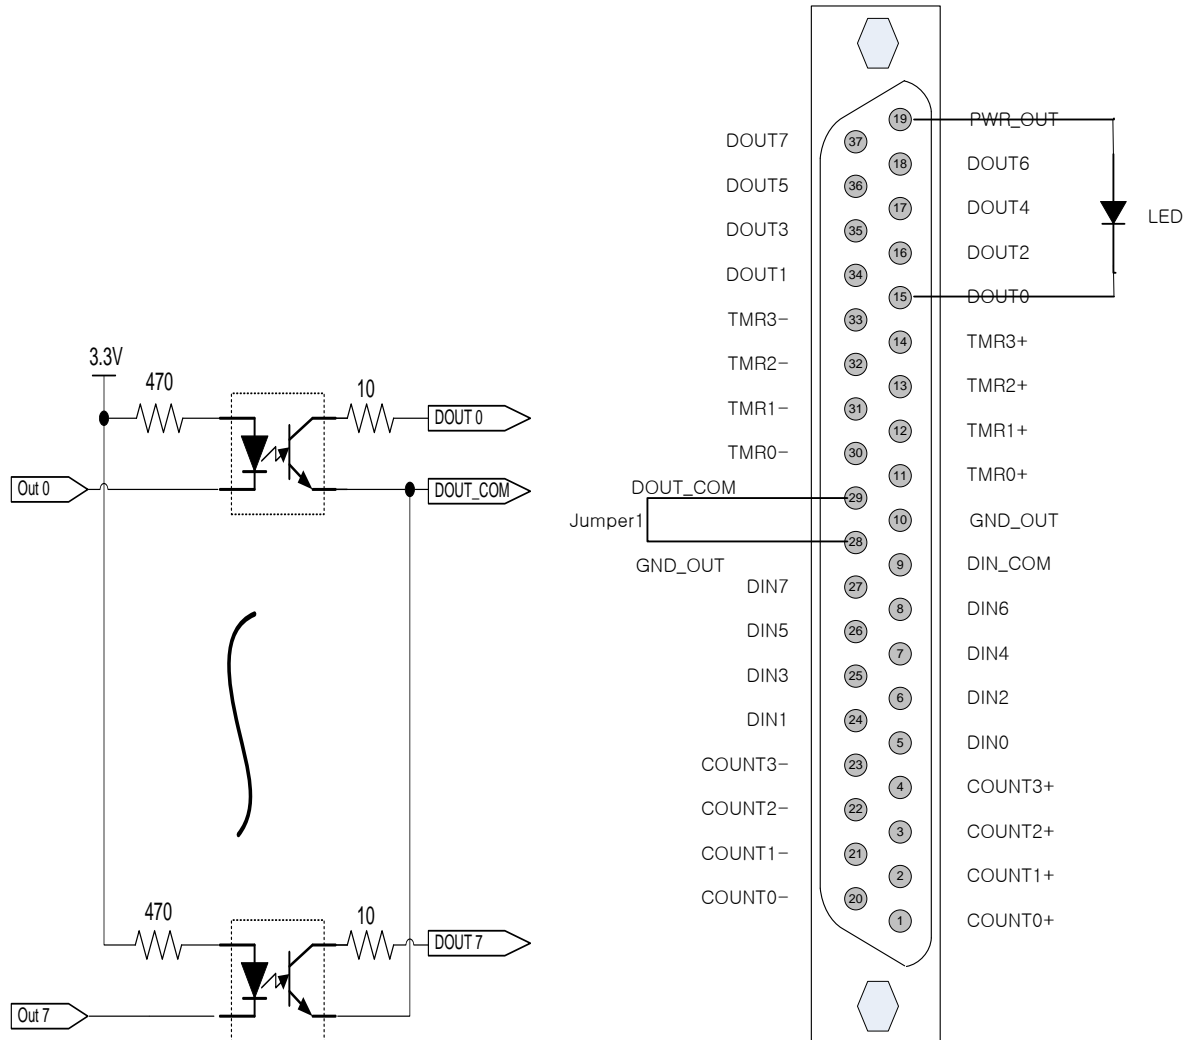 3.3V
470
10
DOUT 0
Out 0
DOUT_COM
470
10
DOUT 7
Out 7
DOUT7
DOUT5
DOUT3
DOUT1
TMR3-
TMR2-
TMR1-
TMR0-
DOUT_COM
Jumper1
GND_OUT
DIN7
DIN5
DIN3
DIN1
COUNT3-
COUNT2-
COUNT1-
COUNT0-
37
36
35
34
33
32
31
30
29
28
27
26
25
24
23
22
21
20
19
18
17
16
15
14
13
12
11
10
9
8
7
6
5
4
3
2
1
PWR_OUT
DOUT6
DOUT4
DOUT2
DOUT0
TMR3+
TMR2+
TMR1+
TMR0+
GND_OUT
DIN_COM
DIN6
DIN4
DIN2
DIN0
COUNT3+
COUNT2+
COUNT1+
COUNT0+
LED